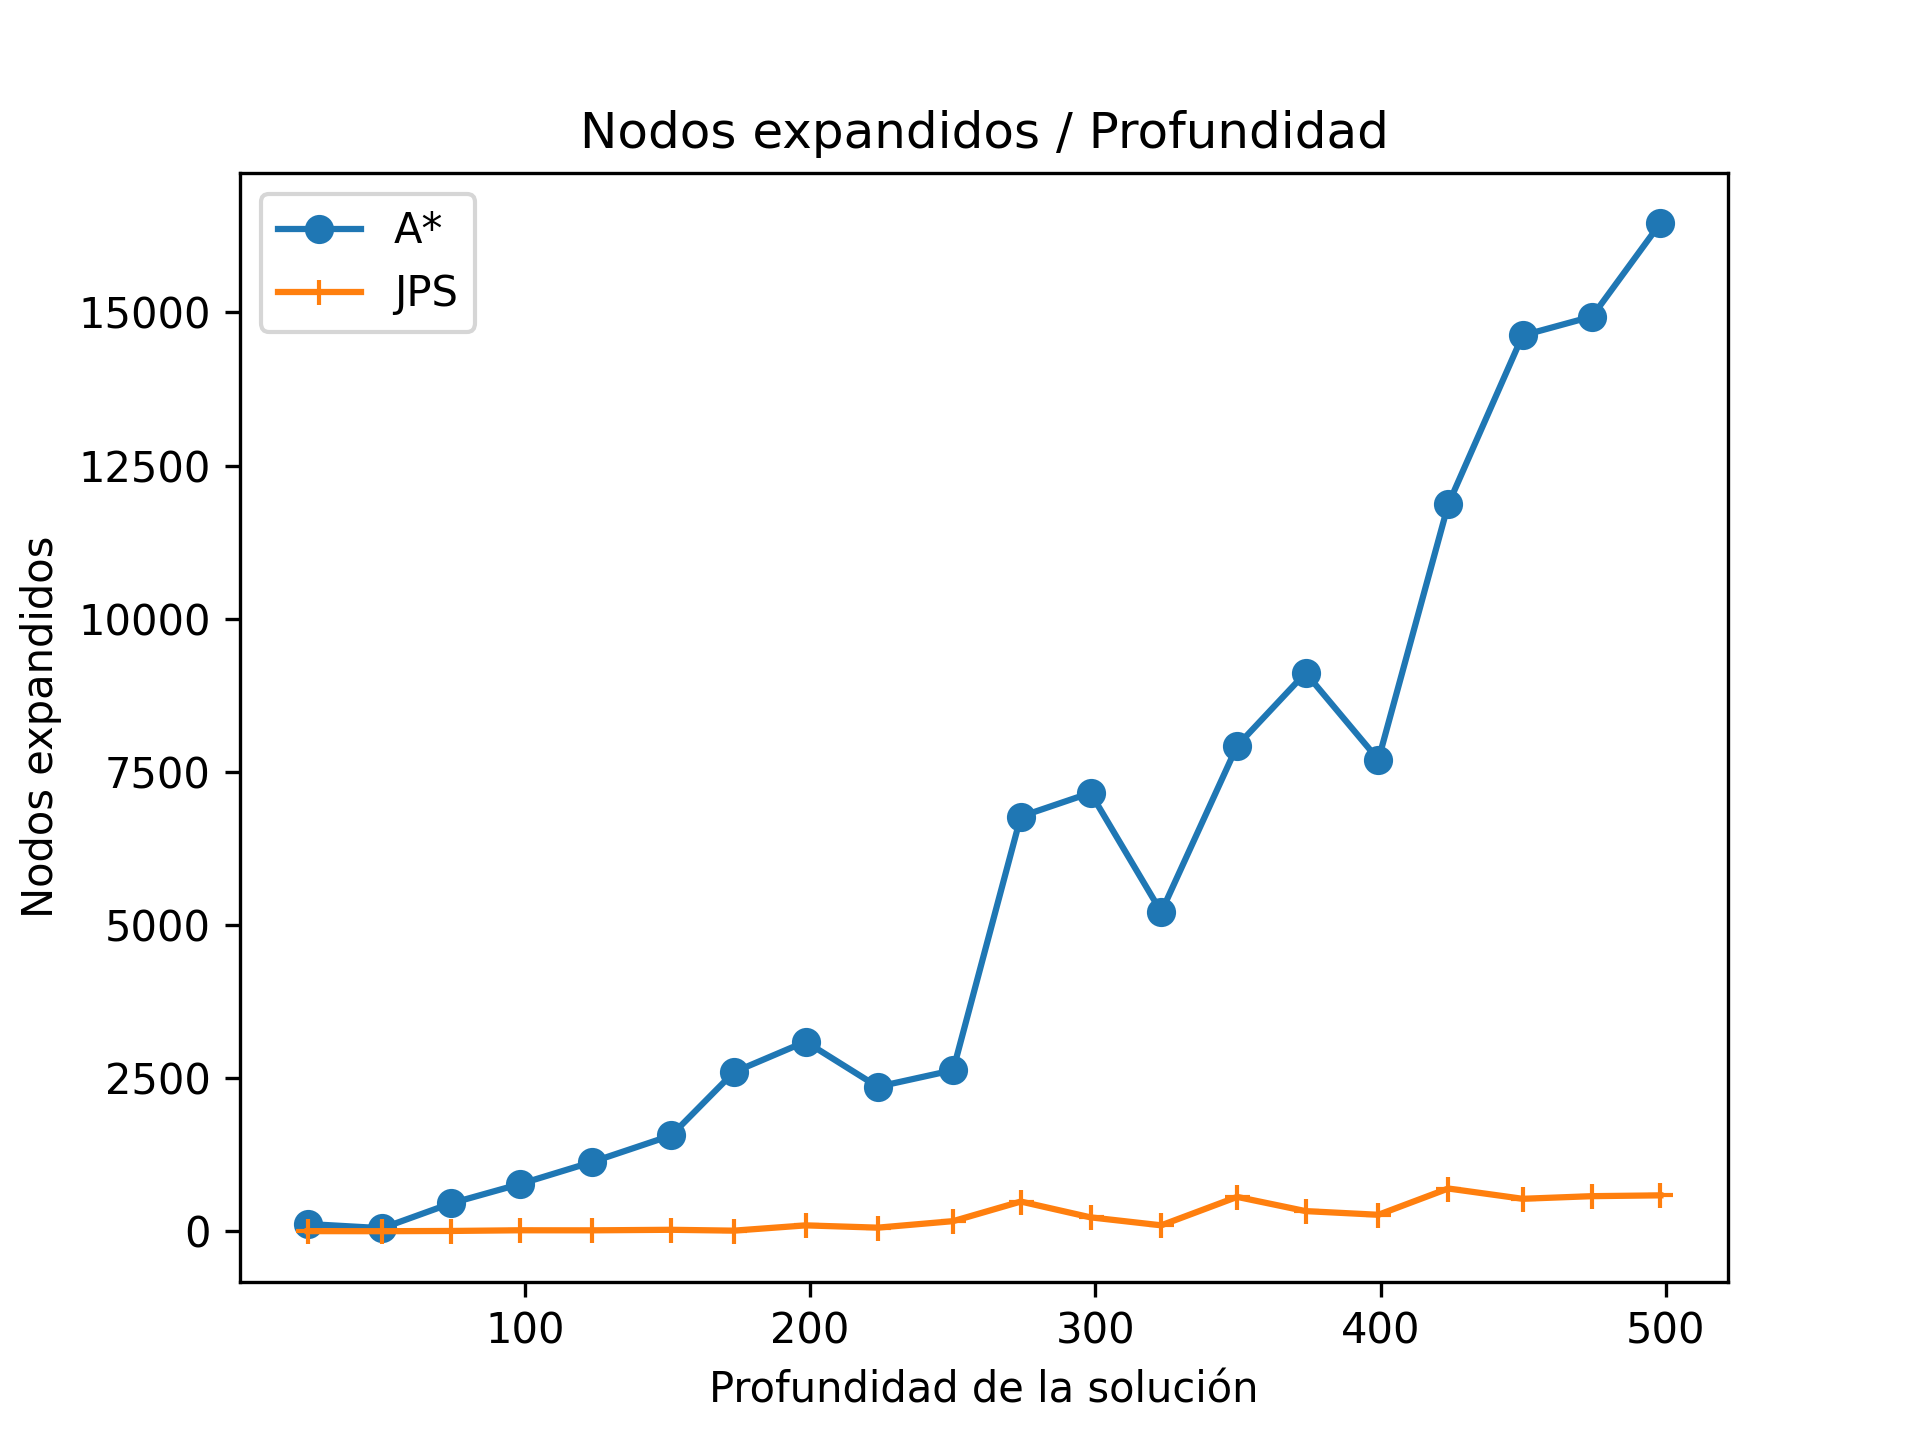 Nodos expandidos / Profundidad
A*
JPS
15000
12500
10000
7500
5000
2500
0
Nodos expandidos
100 200 300 400 500
Profundidad de la solución